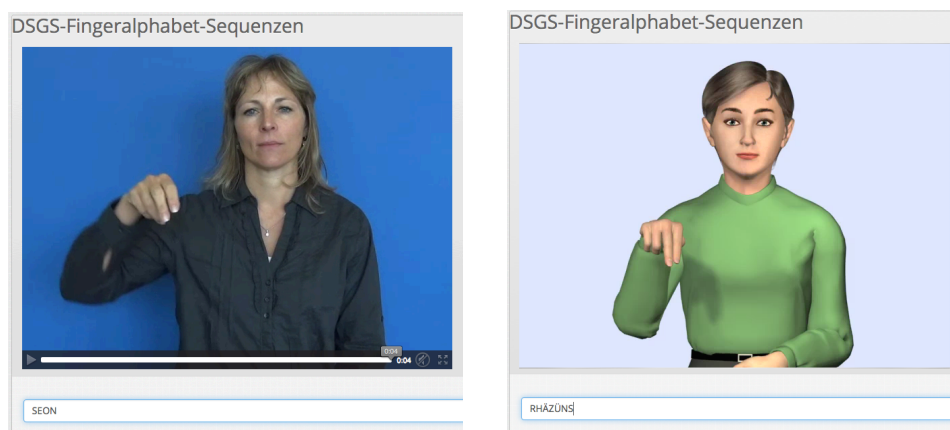 DSGS-Fingeralphabet-Sequenzen
0:04
0:04
SEON
DSGS-Fingeralphabet-Sequenzen
RHÄZÜNS